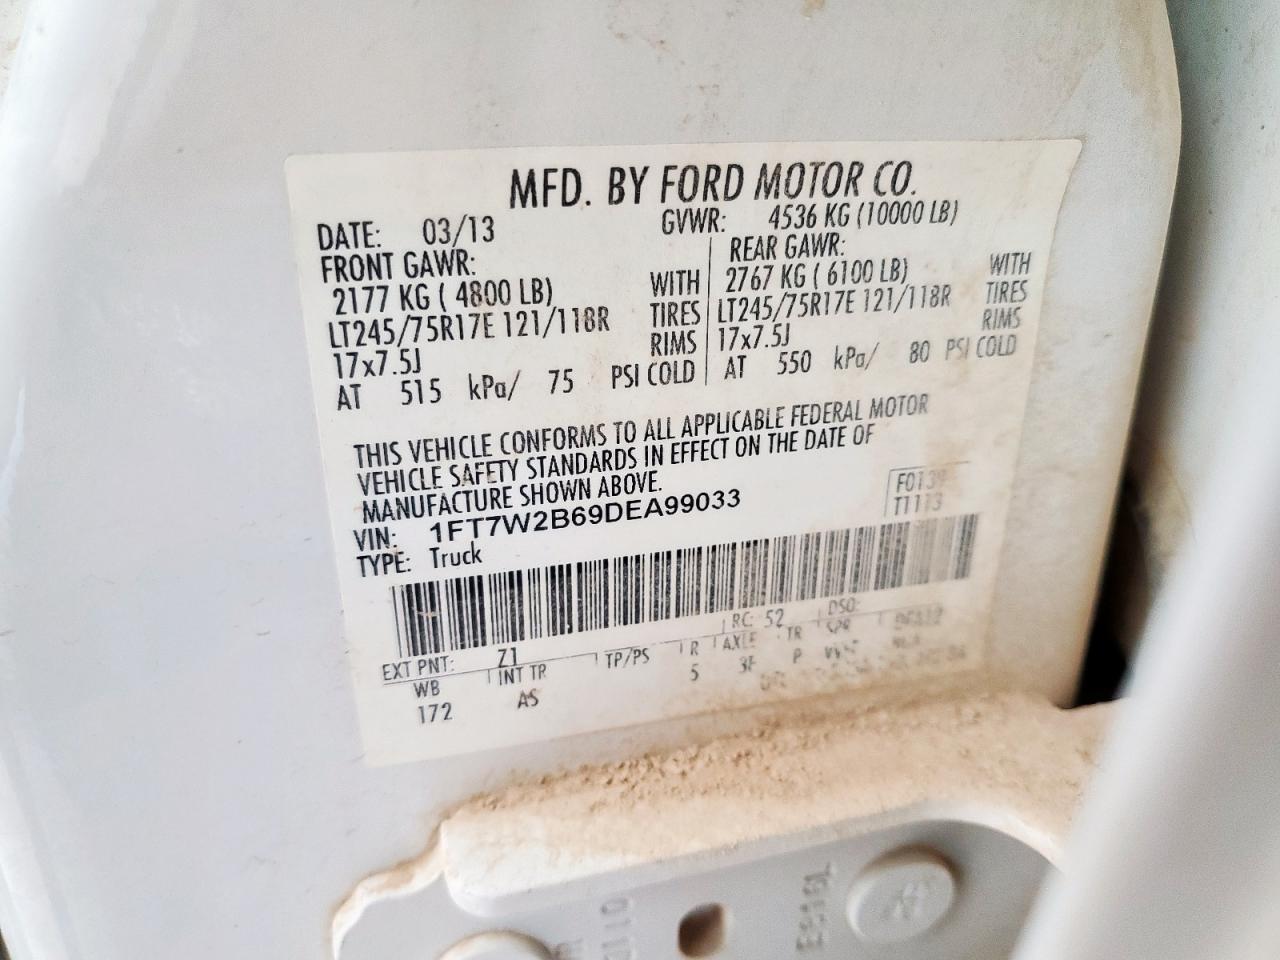 MFD. BY FORD MOTOR CO.
DATE: 03/13 GVWR: 4536 KG (10000 LB)
FRONT GAWR: REAR GAWR:
2177 KG ( 4800 LB) WITH 2767 KG ( 6100 LB) WITH
LT245/75R17E 121/118R TIRES LT245/75R17E 121/118R TIRES
17x7.5J RIMS 17x7.5J RIMS
AT 515 kPa/ 75 PSI COLD AT 550 kPa/ 80 PSI COLD
THIS VEHICLE CONFORMS TO ALL APPLICABLE FEDERAL MOTOR
VEHICLE SAFETY STANDARDS IN EFFECT ON THE DATE OF
MANUFACTURE SHOWN ABOVE.
F0139
VIN: 1FT7W2B69DEA99033
T1113
TYPE: Truck
EXT PNT: Z1 RC: 52 DSO:
WB INT TR TP/PS R AXLE TR SPR
172 AS 5 P